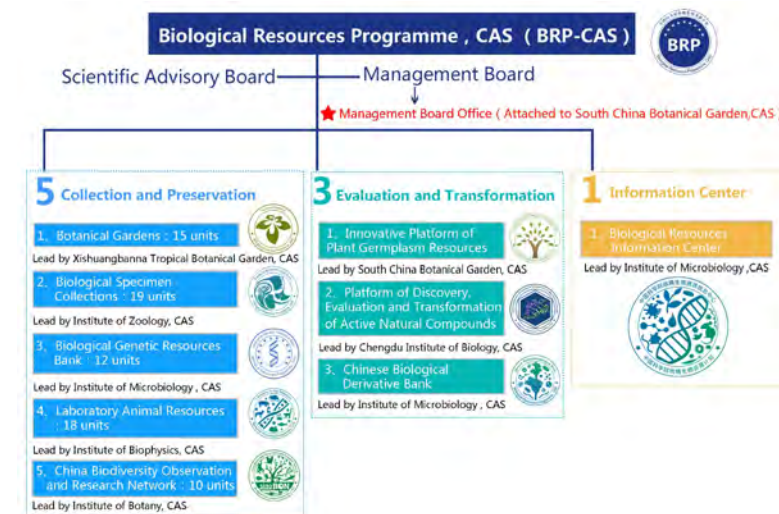 Biological Resources Programme , CAS ( BRP-CAS )
BRP
Scientific Advisory Board
Management Board
★ Management Board Office ( Attached to South China Botanical Garden,CAS )
5 Collection and Preservation
1、Botanical Gardens : 15 units
Lead by Xishuangbanna Tropical Botanical Garden, CAS
2、Biological Specimen
Collections : 19 units
Lead by Institute of Zoology, CAS
3、Biological Genetic Resources
Bank : 12 units
Lead by Institute of Microbiology , CAS
4、Laboratory Animal Resources
: 18 units
Lead by Institute of Biophysics, CAS
5、China Biodiversity Observation
and Research Network : 10 units
Lead by Institute of Botany, CAS
3 Evaluation and Transformation
1、Innovative Platform of
Plant Germplasm Resources
Lead by South China Botanical Garden, CAS
2、Platform of Discovery,
Evaluation and Transformation
of Active Natural Compounds
Lead by Chengdu Institute of Biology, CAS
3、Chinese Biological
Derivative Bank
Lead by Institute of Microbiology , CAS
1 Information Center
1、Biological Resources
Information Center
Lead by Institute of Microbiology ,CAS